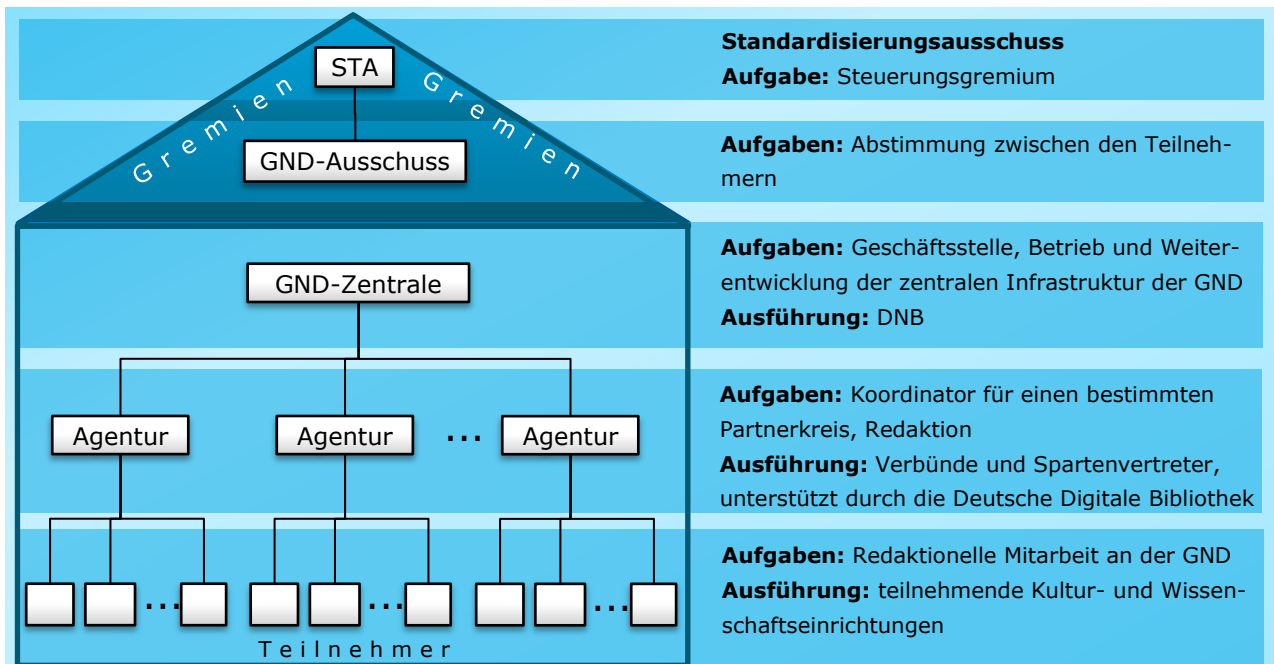 STA
Gremien
Gremien
GND-Ausschuss
Standardisierungsausschuss
Aufgabe: Steuerungsgremium
Aufgaben: Abstimmung zwischen den Teilneh-
mern
GND-Zentrale
Aufgaben: Geschäftsstelle, Betrieb und Weiter-
entwicklung der zentralen Infrastruktur der GND
Ausführung: DNB
Agentur
Agentur
...
Agentur
Aufgaben: Koordinator für einen bestimmten
Partnerkreis, Redaktion
Ausführung: Verbünde und Spartenvertreter,
unterstützt durch die Deutsche Digitale Bibliothek
...
...
...
Teilnehmer
Aufgaben: Redaktionelle Mitarbeit an der GND
Ausführung: teilnehmende Kultur- und Wissen-
schaftseinrichtungen